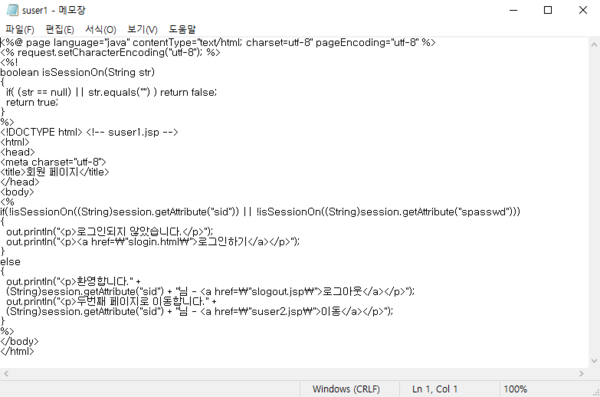 suser1 - 메모장
파일(F) 편집(E) 서식(O) 보기(V) 도움말
<%@ page language="java" contentType="text/html; charset=utf-8" pageEncoding="utf-8" %>
<% request.setCharacterEncoding("utf-8"); %>
<%!
boolean isSessionOn(String str)
{
  if( (str == null) || str.equals("") ) return false;
  return true;
}
%>
<!DOCTYPE html> <!-- suser1.jsp -->
<html>
<head>
<meta charset="utf-8">
<title>회원 페이지</title>
</head>
<body>
<%
if(!isSessionOn((String)session.getAttribute("sid")) || !isSessionOn((String)session.getAttribute("spasswd")))
{
  out.println("<p>로그인되지 않았습니다.</p>");
  out.println("<p><a href=₩"slogin.html₩">로그인하기</a></p>");
}
else
{
  out.println("<p>환영합니다." +
  (String)session.getAttribute("sid") + "님 - <a href=₩"slogout.jsp₩">로그아웃</a></p>");
  out.println("<p>두번째 페이지로 이동합니다." +
  (String)session.getAttribute("sid") + "님 - <a href=₩"suser2.jsp₩">이동</a></p>");
}
%>
</body>
</html>
Windows (CRLF) Ln 1, Col 1 100%